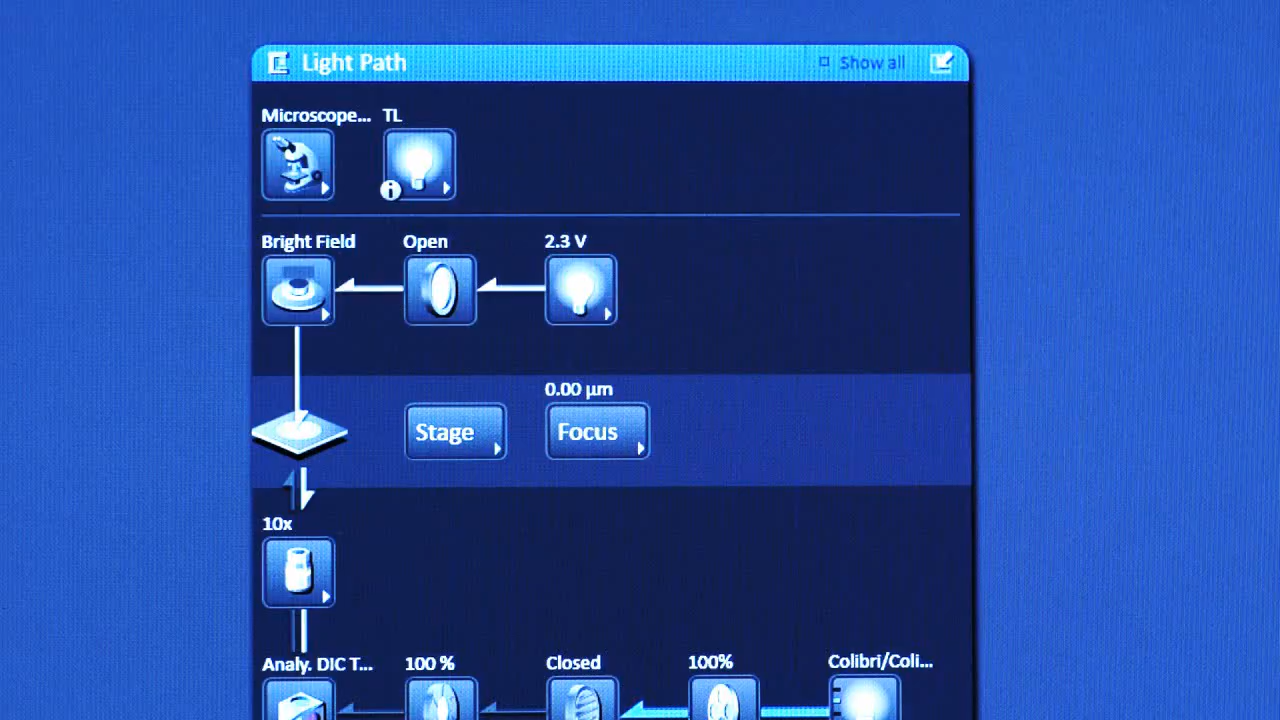 Light Path
Show all
Microscope... TL
Bright Field Open 2.3 V
0.00 µm
Stage Focus
10x
Analy. DIC T... 100 % Closed 100% Colibri/Coli...